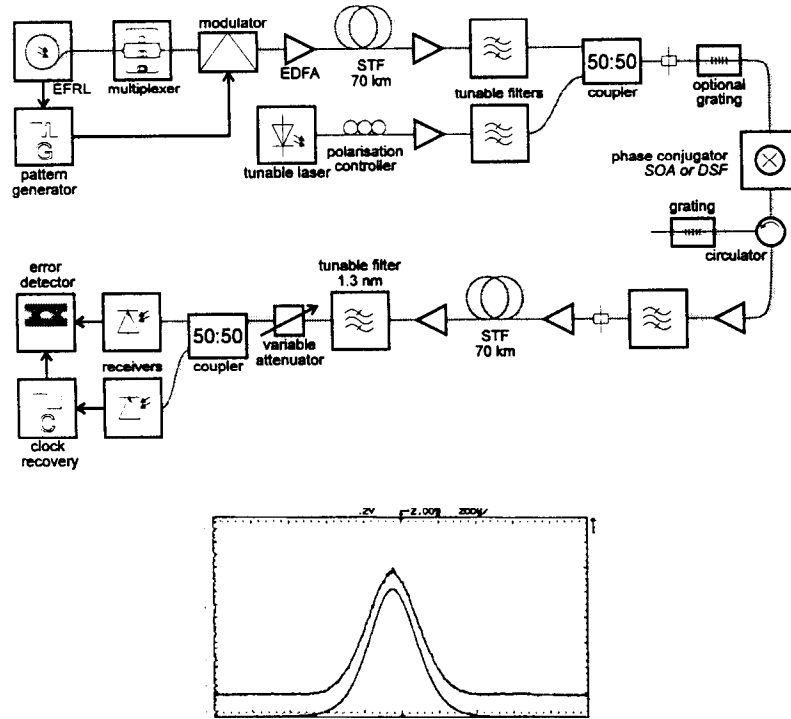 modulator
EFRL
multiplexer
EDFA
STF
70 km
tunable filters
50:50
coupler
optional
grating
G
pattern
generator
tunable laser
polarisation
controller
phase conjugator
SOA or DSF
grating
circulator
error
detector
receivers
50:50
coupler
variable
attenuator
tunable filter
1.3 nm
STF
70 km
C
clock
recovery
.2V